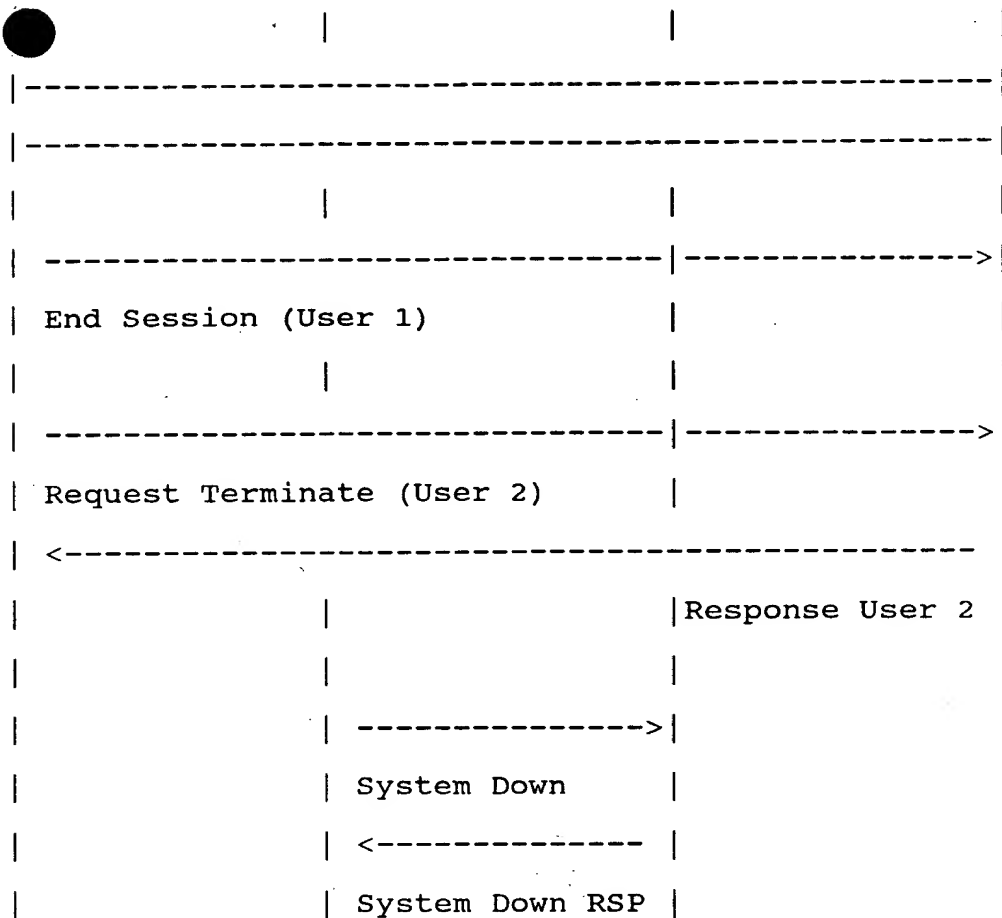 End Session (User 1)
Request Terminate (User 2)
Response User 2
System Down
System Down RSP